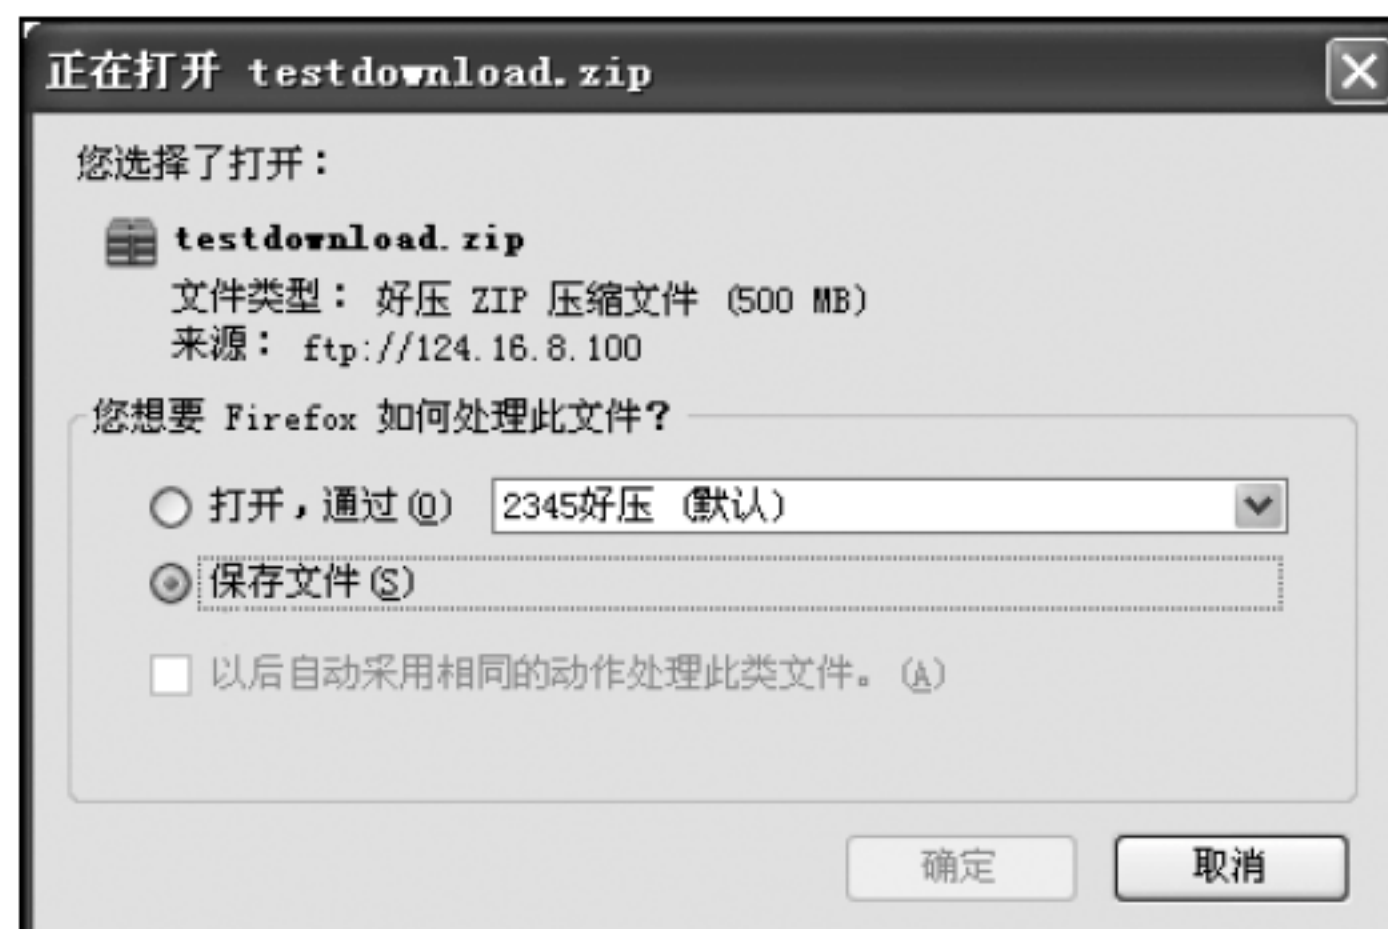 正在打开 testdownload.zip
您选择了打开：
testdownload.zip
文件类型： 好压 ZIP 压缩文件 (500 MB)
来源： ftp://124.16.8.100
您想要 Firefox 如何处理此文件？
打开，通过(O) 2345好压 (默认)
保存文件(S)
以后自动采用相同的动作处理此类文件。(A)
确定 取消